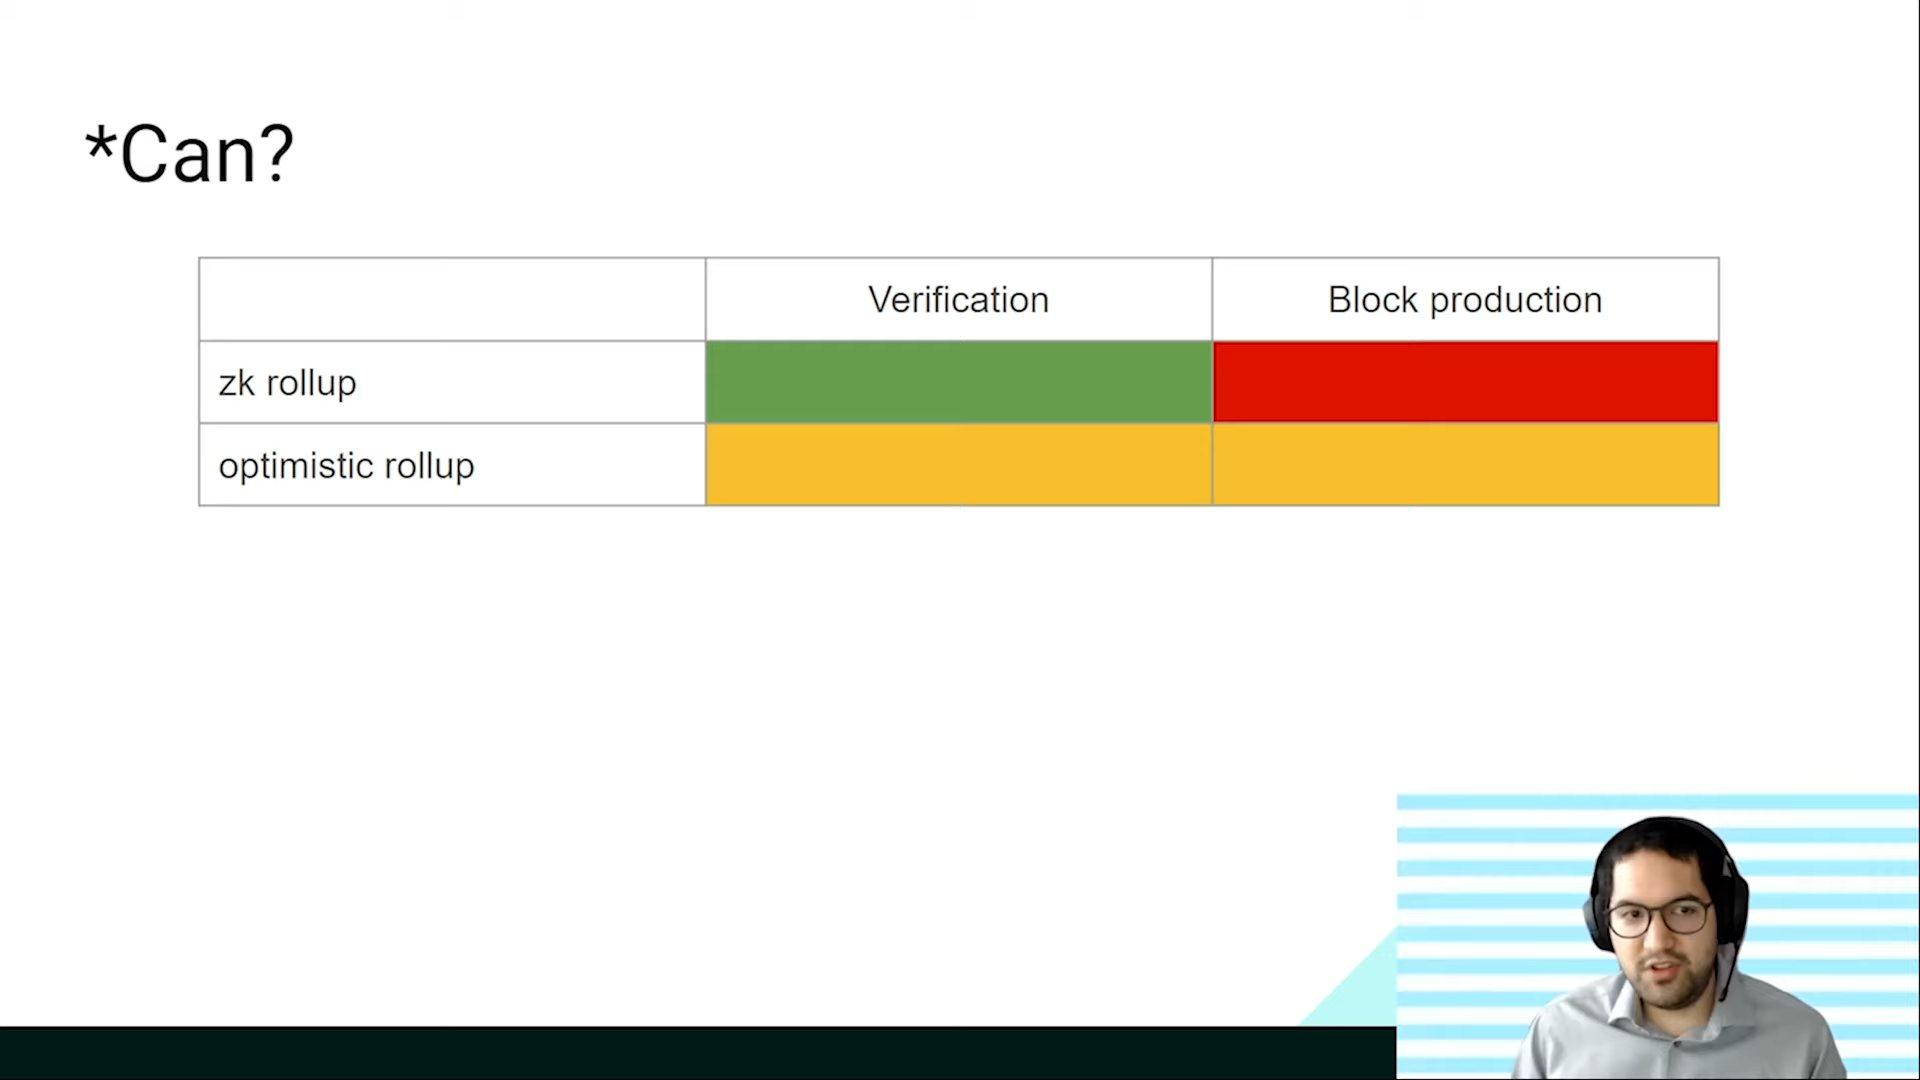 *Can?
Verification
Block production
zk rollup
optimistic rollup